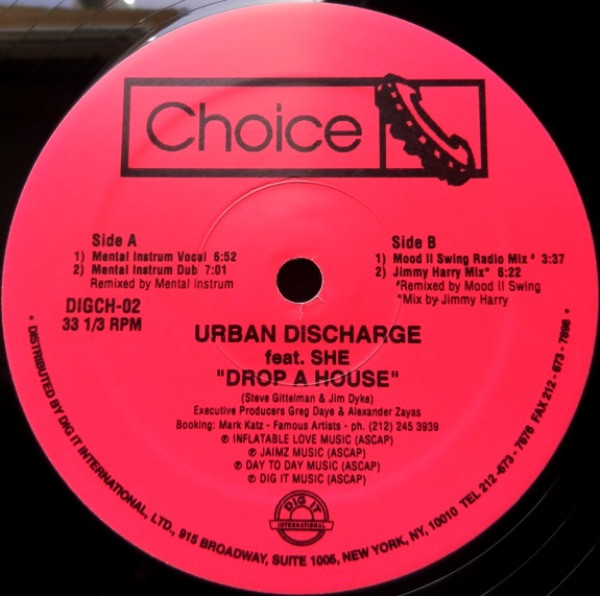 Choice
Side A
1) Mental Instrum Vocal 6:52
2) Mental Instrum Dub 7:01
Remixed by Mental Instrum
DIGCH-02
33 1/3 RPM
Side B
1) Mood II Swing Radio Mix * 3:37
2) Jimmy Harry Mix* 6:22
*Remixed by Mood II Swing
*Mix by Jimmy Harry
URBAN DISCHARGE
feat. SHE
"DROP A HOUSE"
(Steve Gittelman & Jim Dyke)
Executive Producers Greg Daye & Alexander Zayas
Booking: Mark Katz - Famous Artists - ph. (212) 245 3939
℗ INFLATABLE LOVE MUSIC (ASCAP)
℗ JAIMZ MUSIC (ASCAP)
℗ DAY TO DAY MUSIC (ASCAP)
℗ DIG IT MUSIC (ASCAP)
DIG IT
INTERNATIONAL
• DISTRIBUTED BY DIG IT INTERNATIONAL, LTD., 915 BROADWAY, SUITE 1005, NEW YORK, NY, 10010 TEL 212-673-7676 FAX 212-673-7898 •